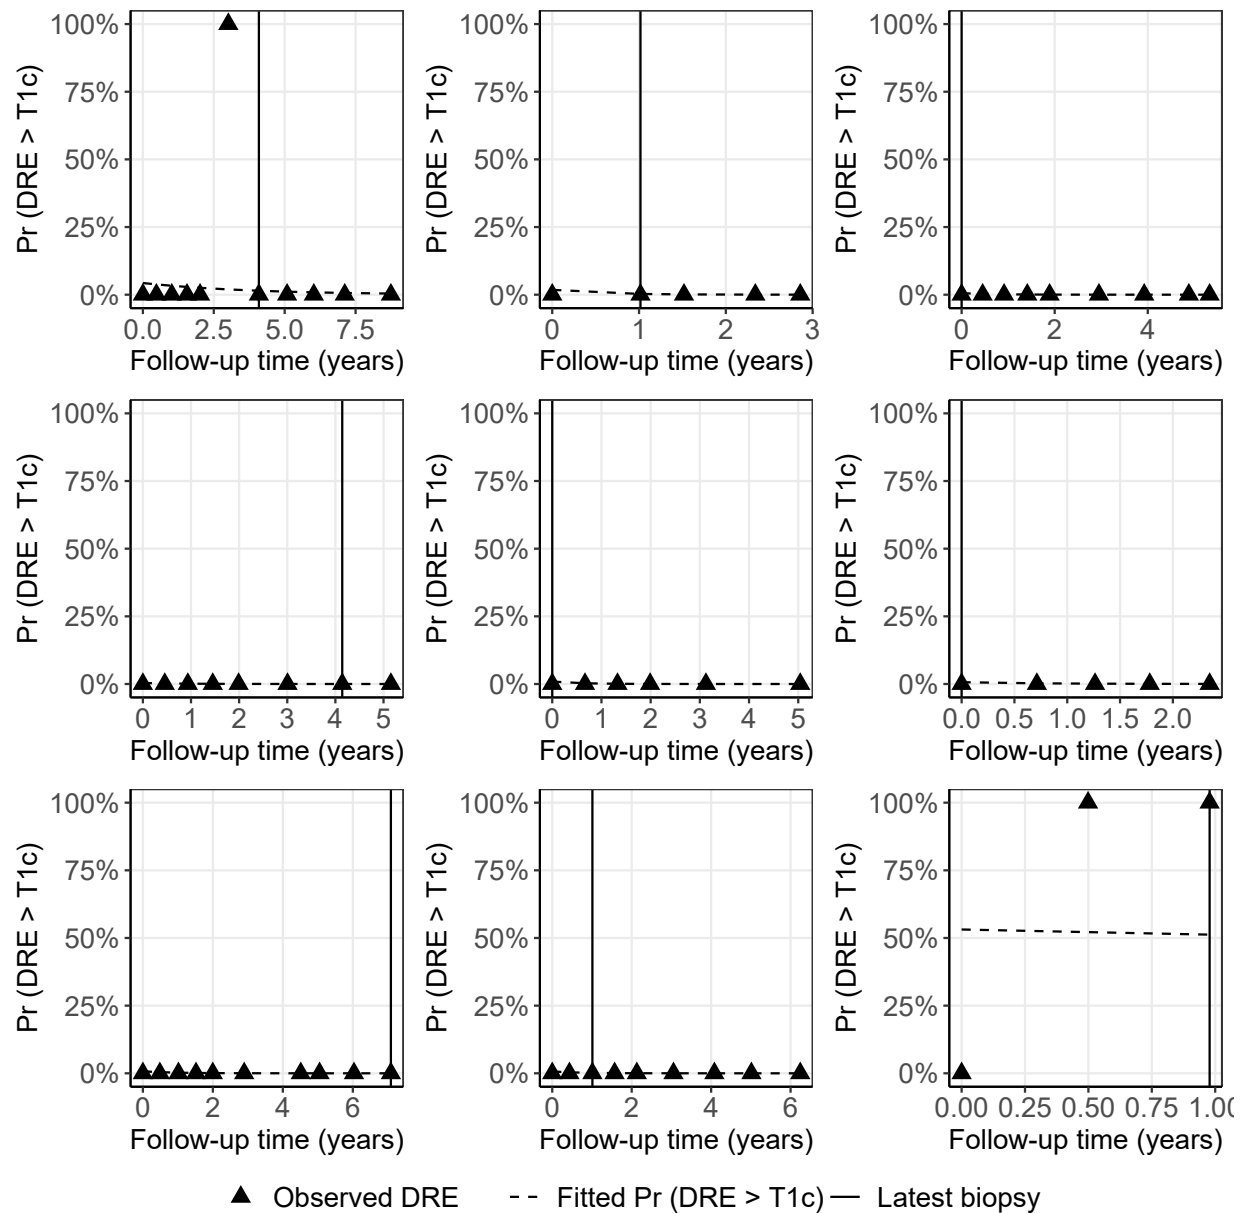 100%
75%
50%
25%
0%
Pr (DRE > T1c)
0.0 2.5 5.0 7.5
Follow-up time (years)
100%
75%
50%
25%
0%
Pr (DRE > T1c)
0 1 2 3
Follow-up time (years)
100%
75%
50%
25%
0%
Pr (DRE > T1c)
0 2 4
Follow-up time (years)
100%
75%
50%
25%
0%
Pr (DRE > T1c)
0 1 2 3 4 5
Follow-up time (years)
100%
75%
50%
25%
0%
Pr (DRE > T1c)
0 1 2 3 4 5
Follow-up time (years)
100%
75%
50%
25%
0%
Pr (DRE > T1c)
0.0 0.5 1.0 1.5 2.0
Follow-up time (years)
100%
75%
50%
25%
0%
Pr (DRE > T1c)
0 2 4 6
Follow-up time (years)
100%
75%
50%
25%
0%
Pr (DRE > T1c)
0 2 4 6
Follow-up time (years)
100%
75%
50%
25%
0%
Pr (DRE > T1c)
0.00 0.25 0.50 0.75 1.00
Follow-up time (years)
Observed DRE Fitted Pr (DRE > T1c) Latest biopsy